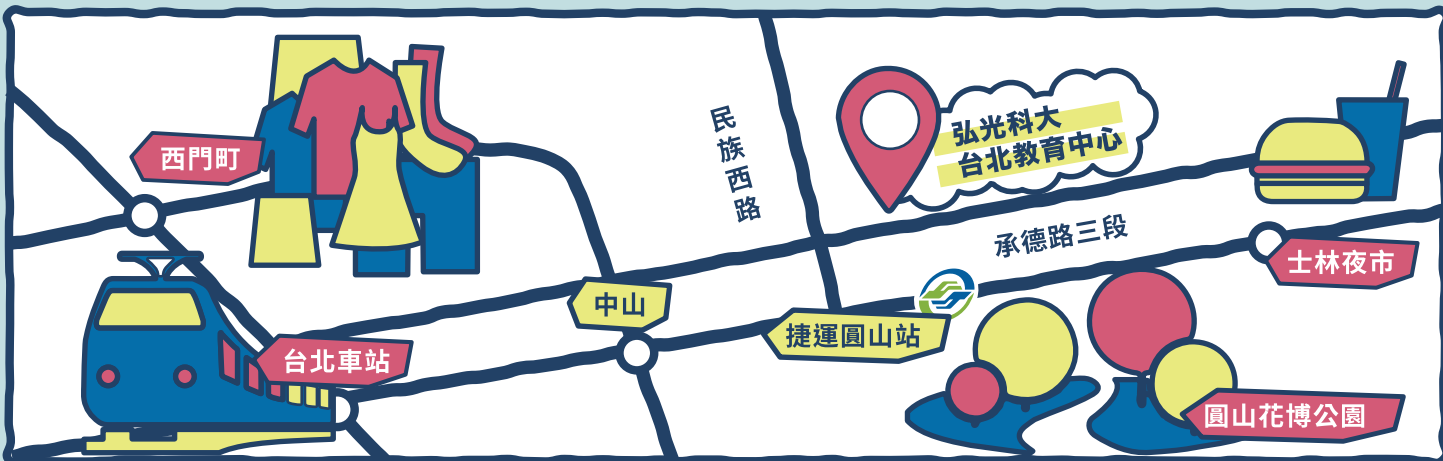 西門町
民族西路
弘光科大
台北教育中心
承德路三段
士林夜市
中山
捷運圓山站
台北車站
圓山花博公園